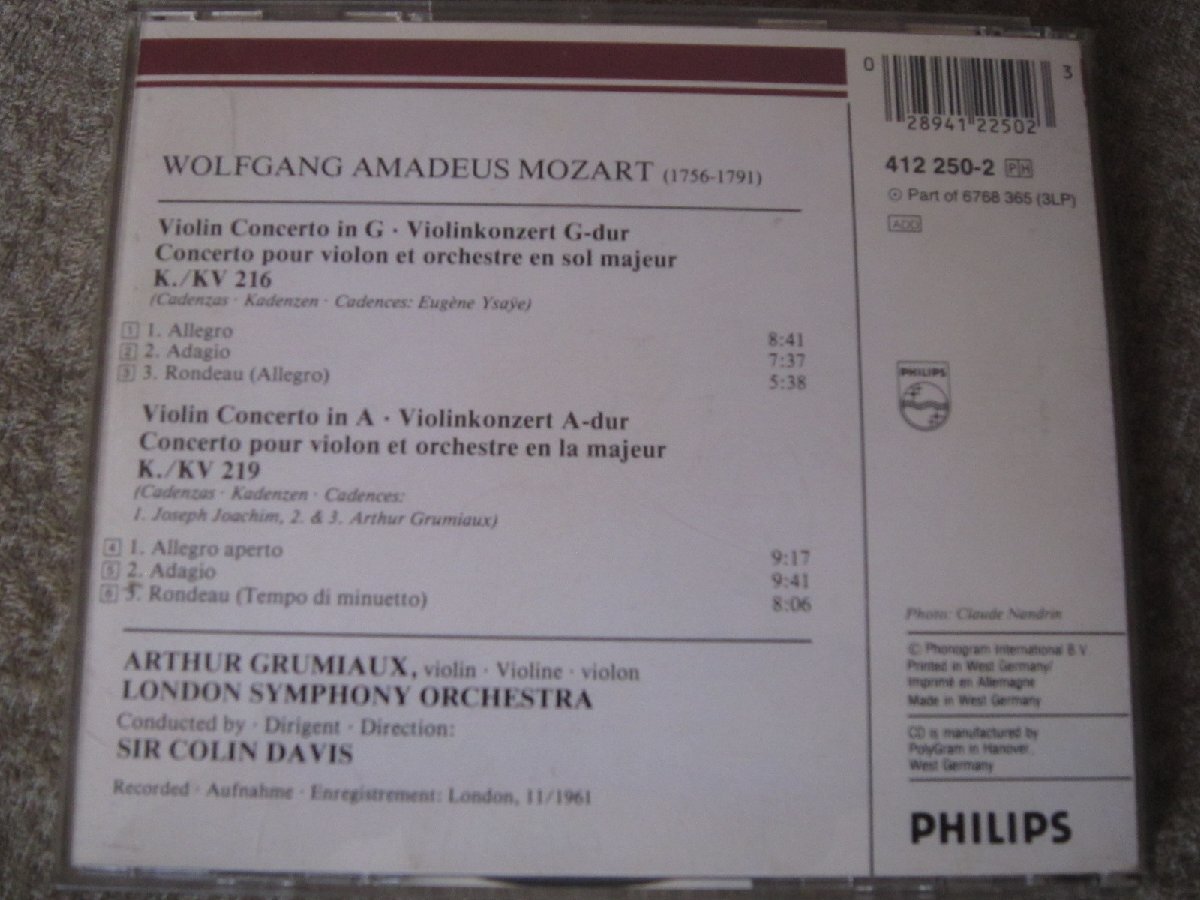 WOLFGANG AMADEUS MOZART (1756-1791)
Violin Concerto in G · Violinkonzert G-dur
Concerto pour violon et orchestre en sol majeur
K./KV 216
(Cadenzas · Kadenzen · Cadences: Eugène Ysaÿe)
1 1. Allegro 8:41
2 2. Adagio 7:37
3 3. Rondeau (Allegro) 5:38
Violin Concerto in A · Violinkonzert A-dur
Concerto pour violon et orchestre en la majeur
K./KV 219
(Cadenzas · Kadenzen · Cadences:
1. Joseph Joachim, 2. & 3. Arthur Grumiaux)
4 1. Allegro aperto 9:17
5 2. Adagio 9:41
6 3. Rondeau (Tempo di minuetto) 8:06
ARTHUR GRUMIAUX, violin · Violine · violon
LONDON SYMPHONY ORCHESTRA
Conducted by · Dirigent · Direction:
SIR COLIN DAVIS
Recorded · Aufnahme · Enregistrement: London, 11/1961
0 28941 22502 3
412 250-2 PH
Part of 6768 365 (3LP)
ADD
PHILIPS
Photo: Claude Nandrin
© Phonogram International B.V.
Printed in West Germany/
Imprimé en Allemagne
Made in West Germany
CD is manufactured by
PolyGram in Hanover,
West Germany
PHILIPS